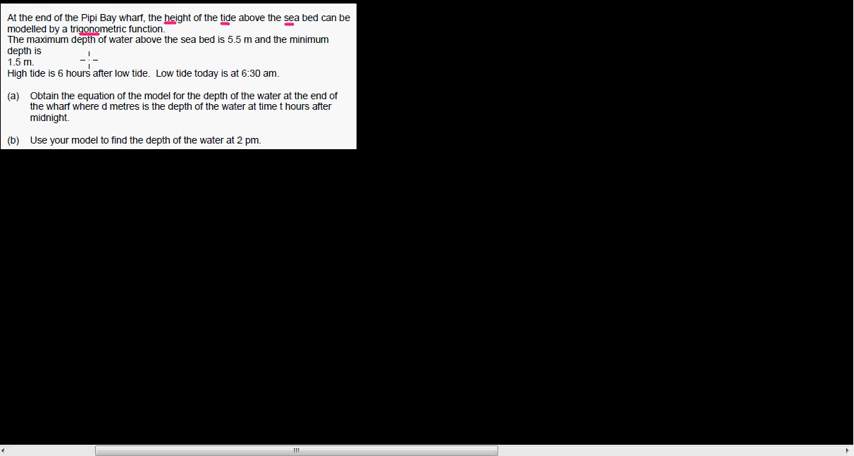 At the end of the Pipi Bay wharf, the height of the tide above the sea bed can be
modelled by a trigonometric function.
The maximum depth of water above the sea bed is 5.5 m and the minimum
depth is
1.5 m.
High tide is 6 hours after low tide. Low tide today is at 6:30 am.
(a) Obtain the equation of the model for the depth of the water at the end of
the wharf where d metres is the depth of the water at time t hours after
midnight.
(b) Use your model to find the depth of the water at 2 pm.